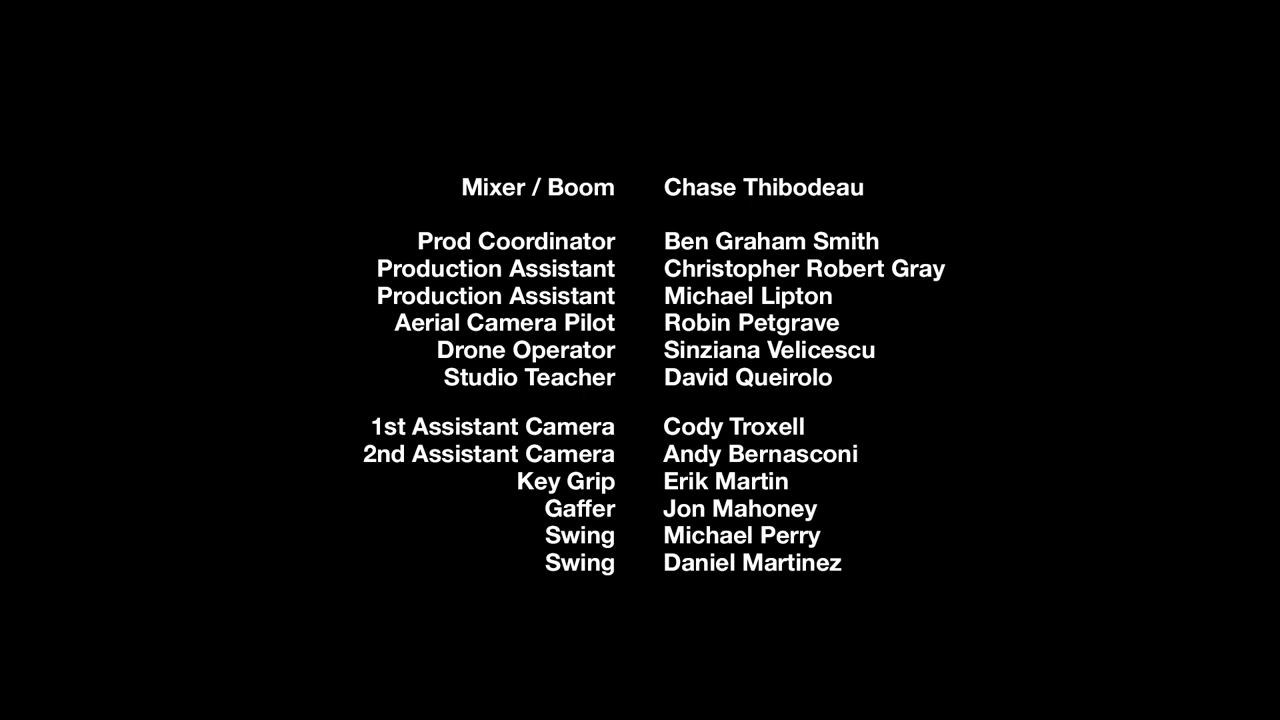 Mixer / Boom Chase Thibodeau
Prod Coordinator Ben Graham Smith
Production Assistant Christopher Robert Gray
Production Assistant Michael Lipton
Aerial Camera Pilot Robin Petgrave
Drone Operator Sinziana Velicescu
Studio Teacher David Queirolo
1st Assistant Camera Cody Troxell
2nd Assistant Camera Andy Bernasconi
Key Grip Erik Martin
Gaffer Jon Mahoney
Swing Michael Perry
Swing Daniel Martinez